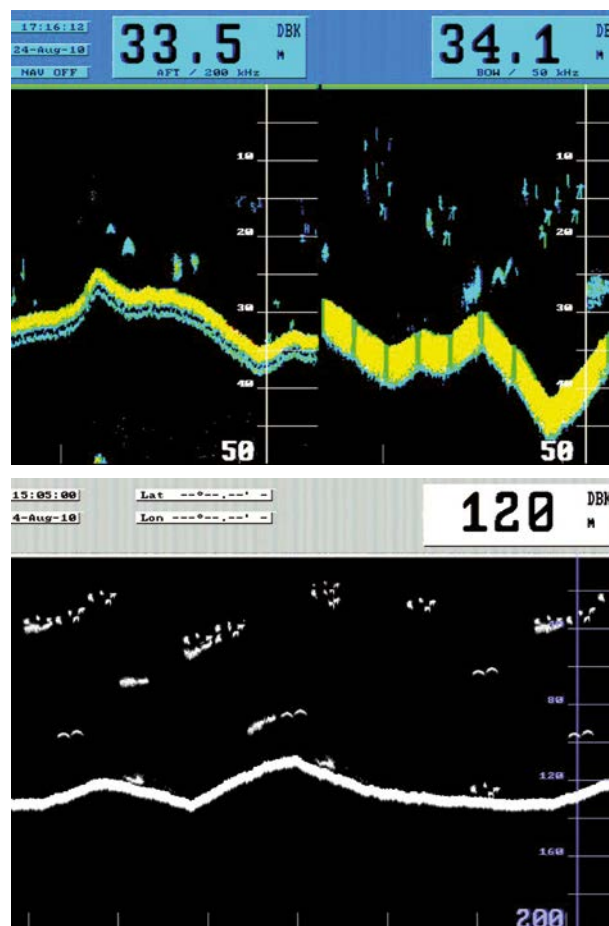 17:16:12
24-Aug-10
NAV OFF
33.5 DBK
M
AFT / 200 kHz
34.1 DB
M
BOW / 50 kHz
10
20
30
40
50
10
20
30
40
50
15:05:00
4-Aug-10
Lat --°--.--' -
Lon ---°--.--' -
120 DBK
M
80
120
160
200